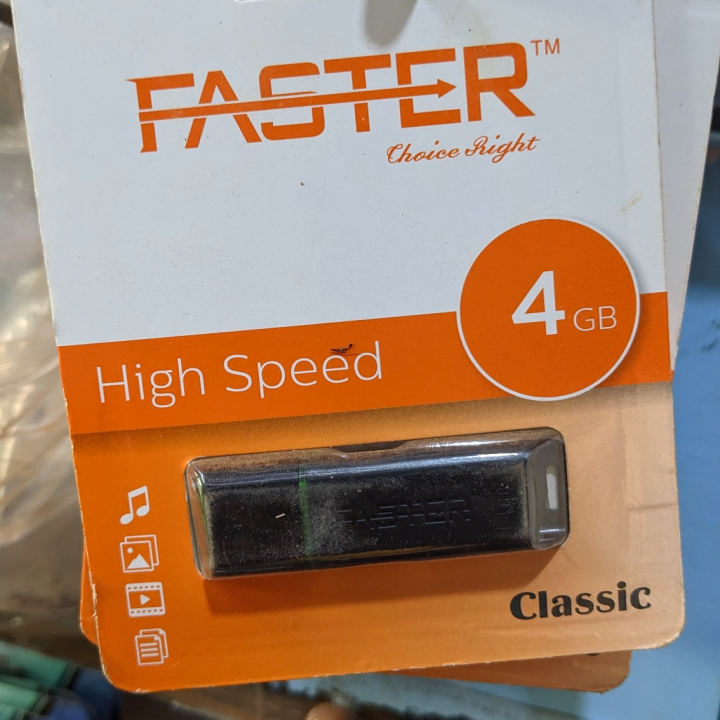 FASTER™
Choice Right
4 GB
High Speed
FASTER
Classic